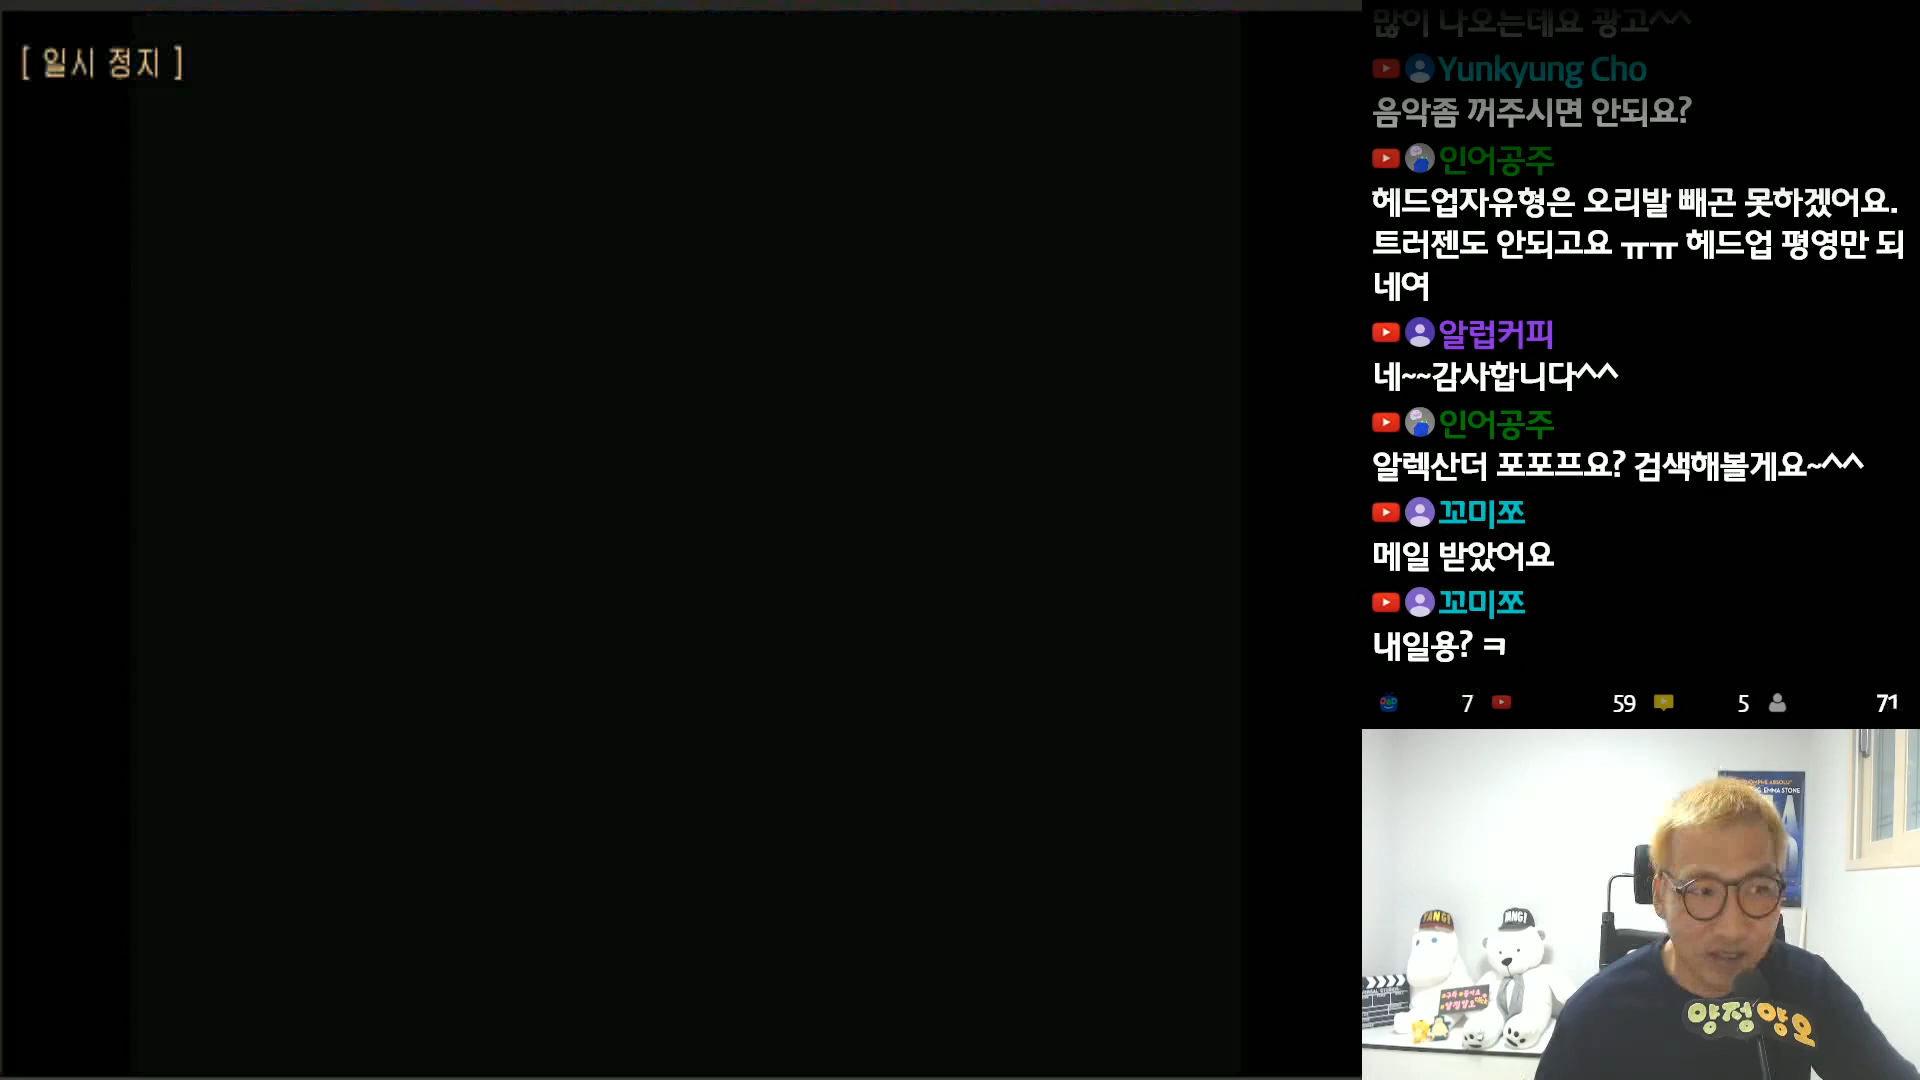 [ 일시 정지 ]
많이 나오는데요 광고^^
Yunkyung Cho
음악좀 꺼주시면 안되요?
인어공주
헤드업자유형은 오리발 빼곤 못하겠어요.
트러젠도 안되고요 ㅠㅠ 헤드업 평영만 되
네여
알럽커피
네~~감사합니다^^
인어공주
알렉산더 포포프요? 검색해볼게요~^^
꼬미쪼
메일 받았어요
꼬미쪼
내일용? ㅋ
7 59 5 71
EMMA STONE
YANG!
YANG!
양정양오